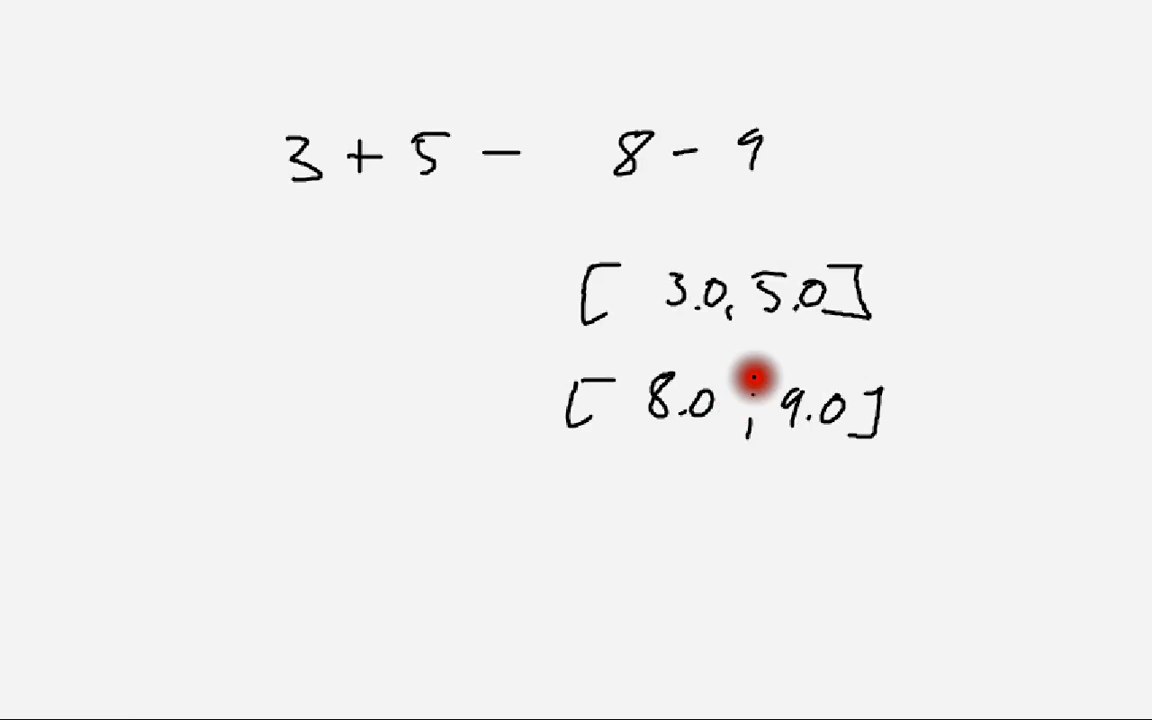 3 + 5 - 8 - 9
[ 3.0, 5.0]
[ 8.0 , 9.0]